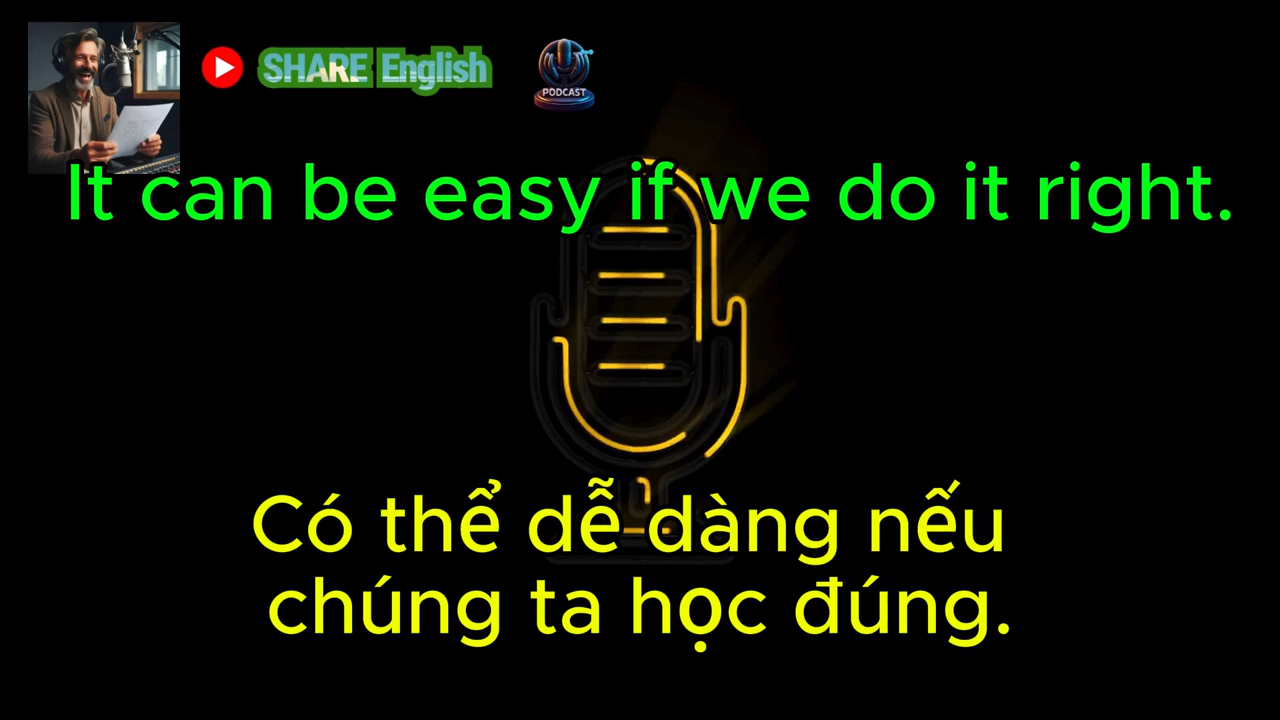 SHARE English
PODCAST
It can be easy if we do it right.
Có thể dễ dàng nếu
chúng ta học đúng.